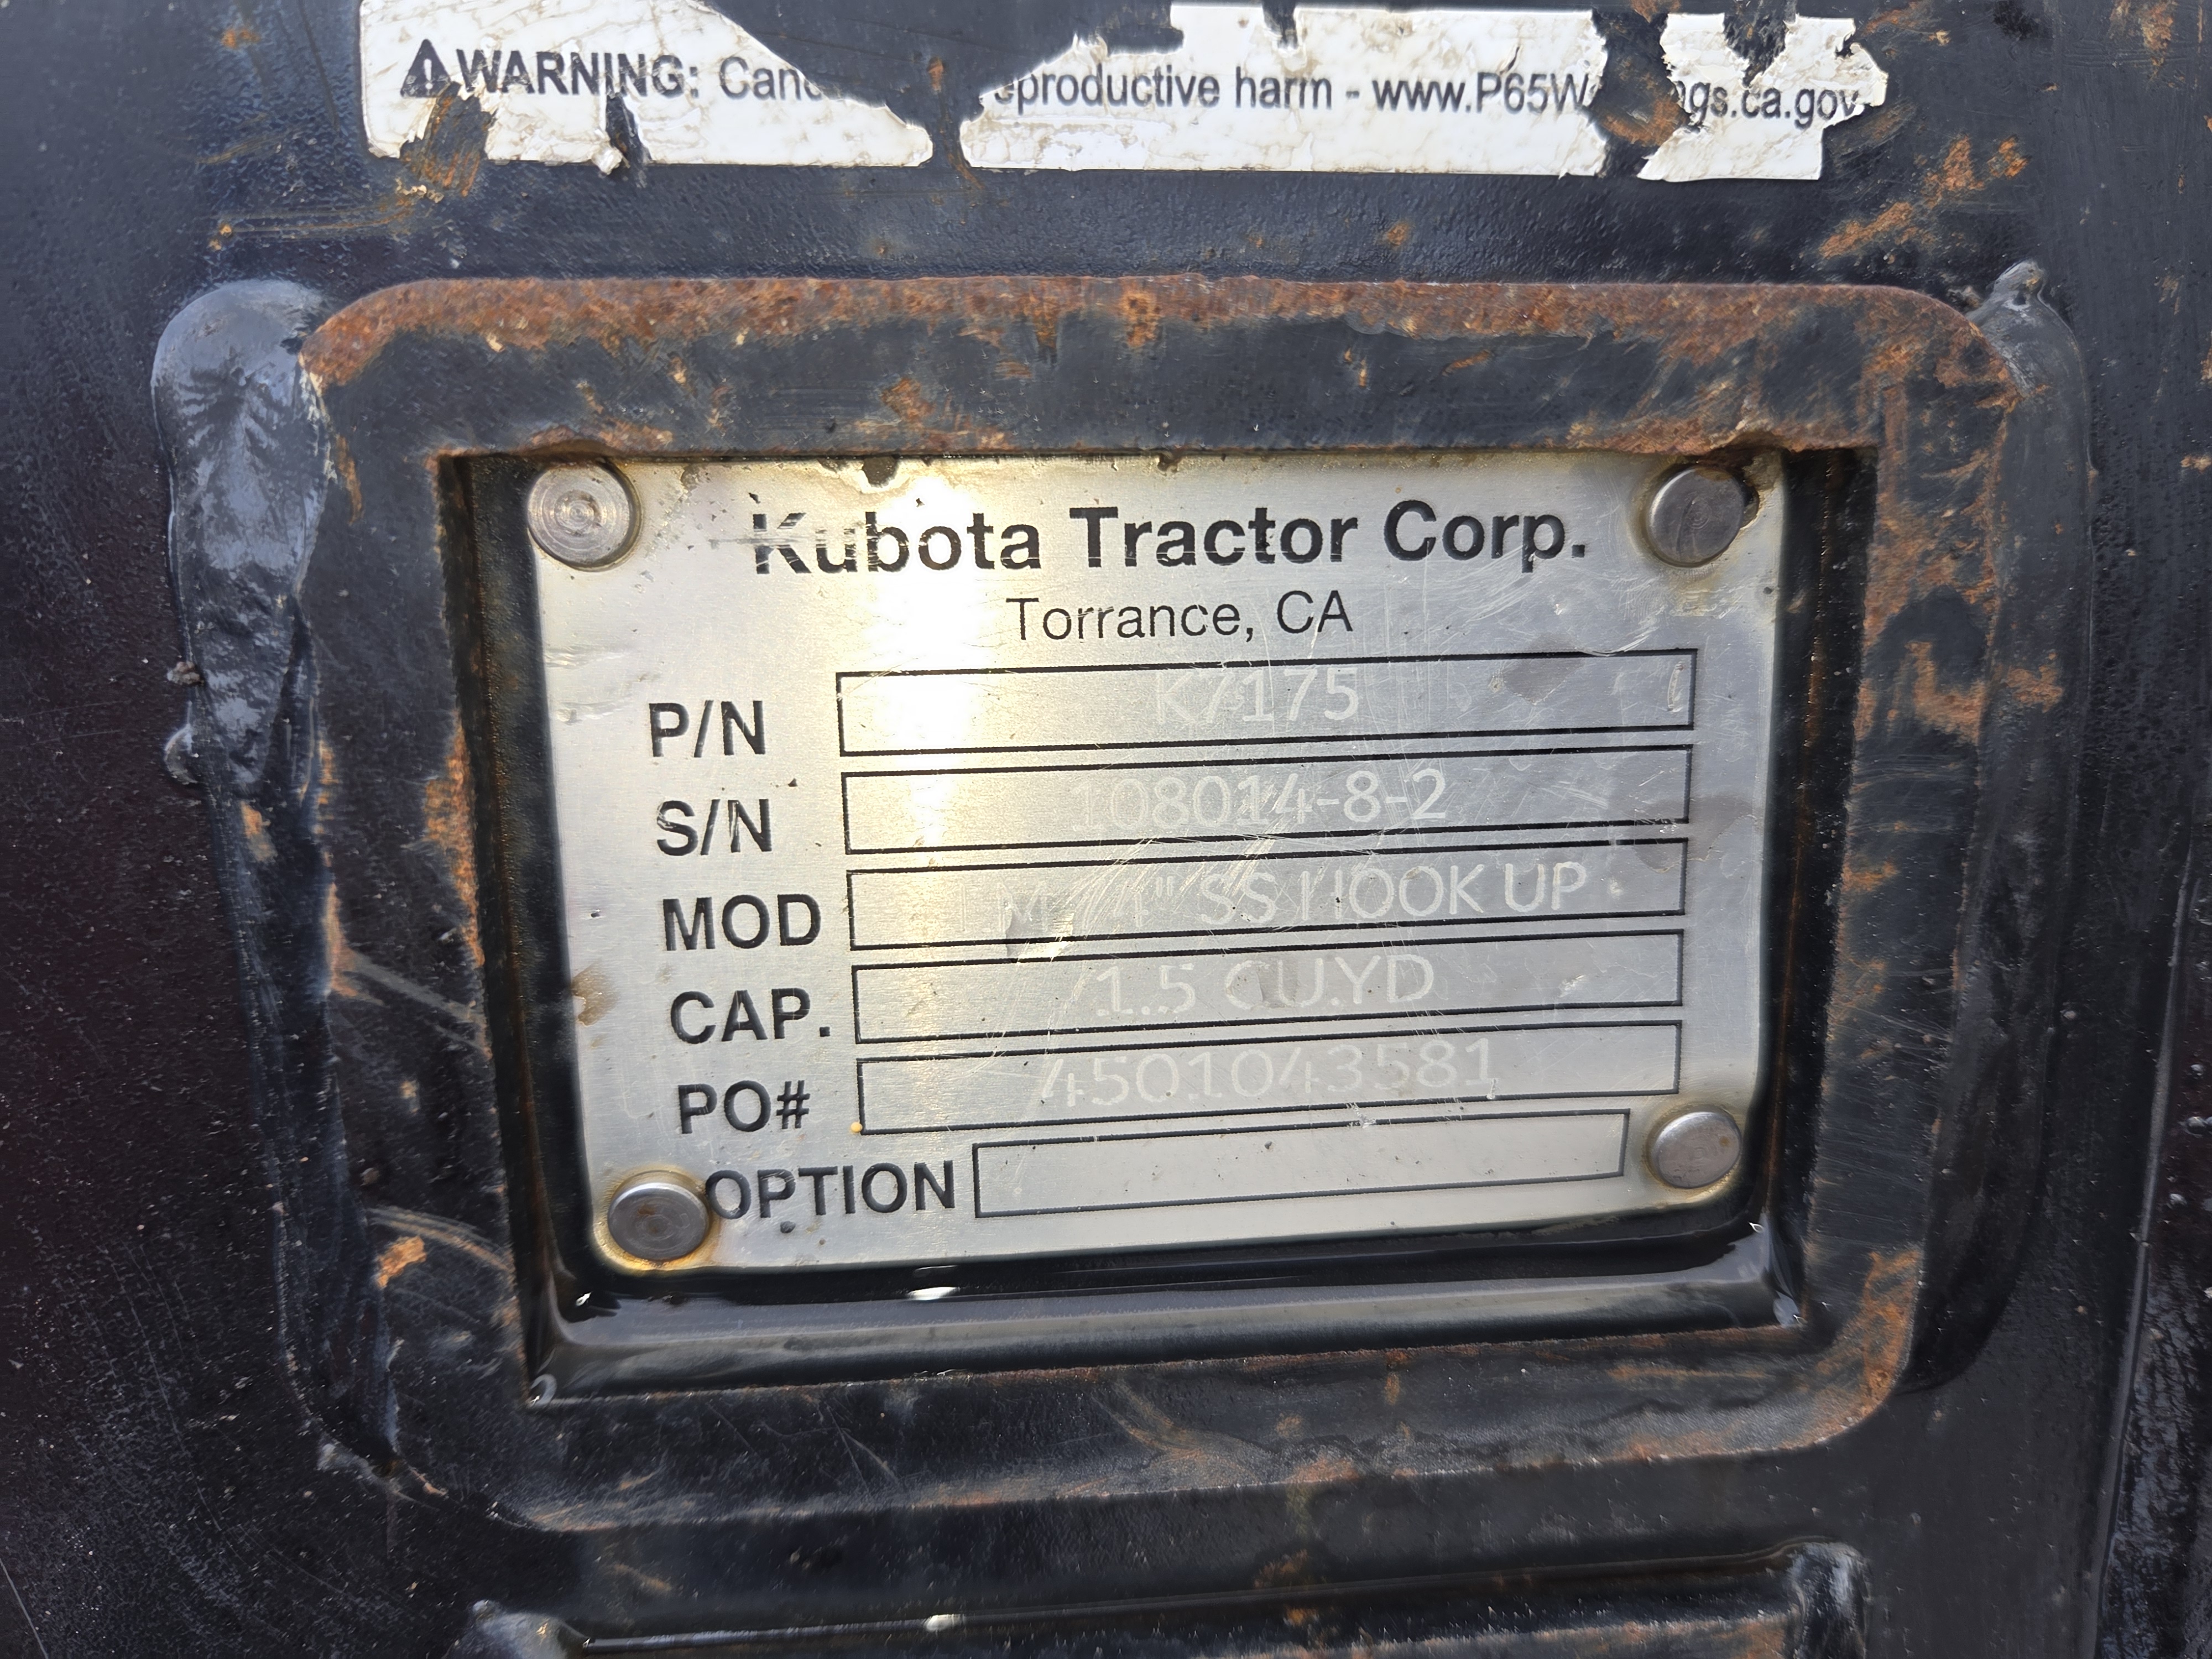 ⚠WARNING: Canc eproductive harm - www.P65W ngs.ca.gov
Kubota Tractor Corp.
Torrance, CA
P/N K7175
S/N 108014-8-2
MOD 74" SS HOOK UP
CAP. 1.5 CU.YD
PO# 4501043581
OPTION